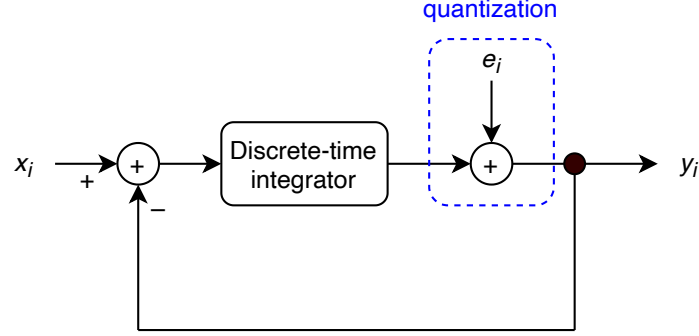 quantization
e_i
x_i
+
+
−
Discrete-time
integrator
+
y_i